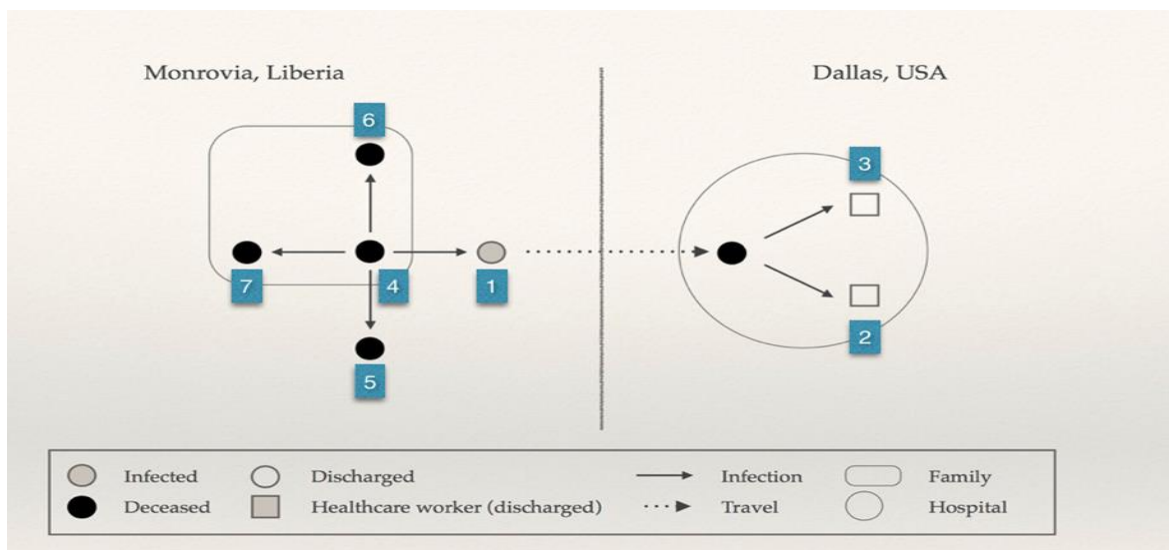 Monrovia, Liberia
Dallas, USA
6
3
7
4
1
2
5
Infected
Discharged
Infection
Family
Deceased
Healthcare worker (discharged)
Travel
Hospital